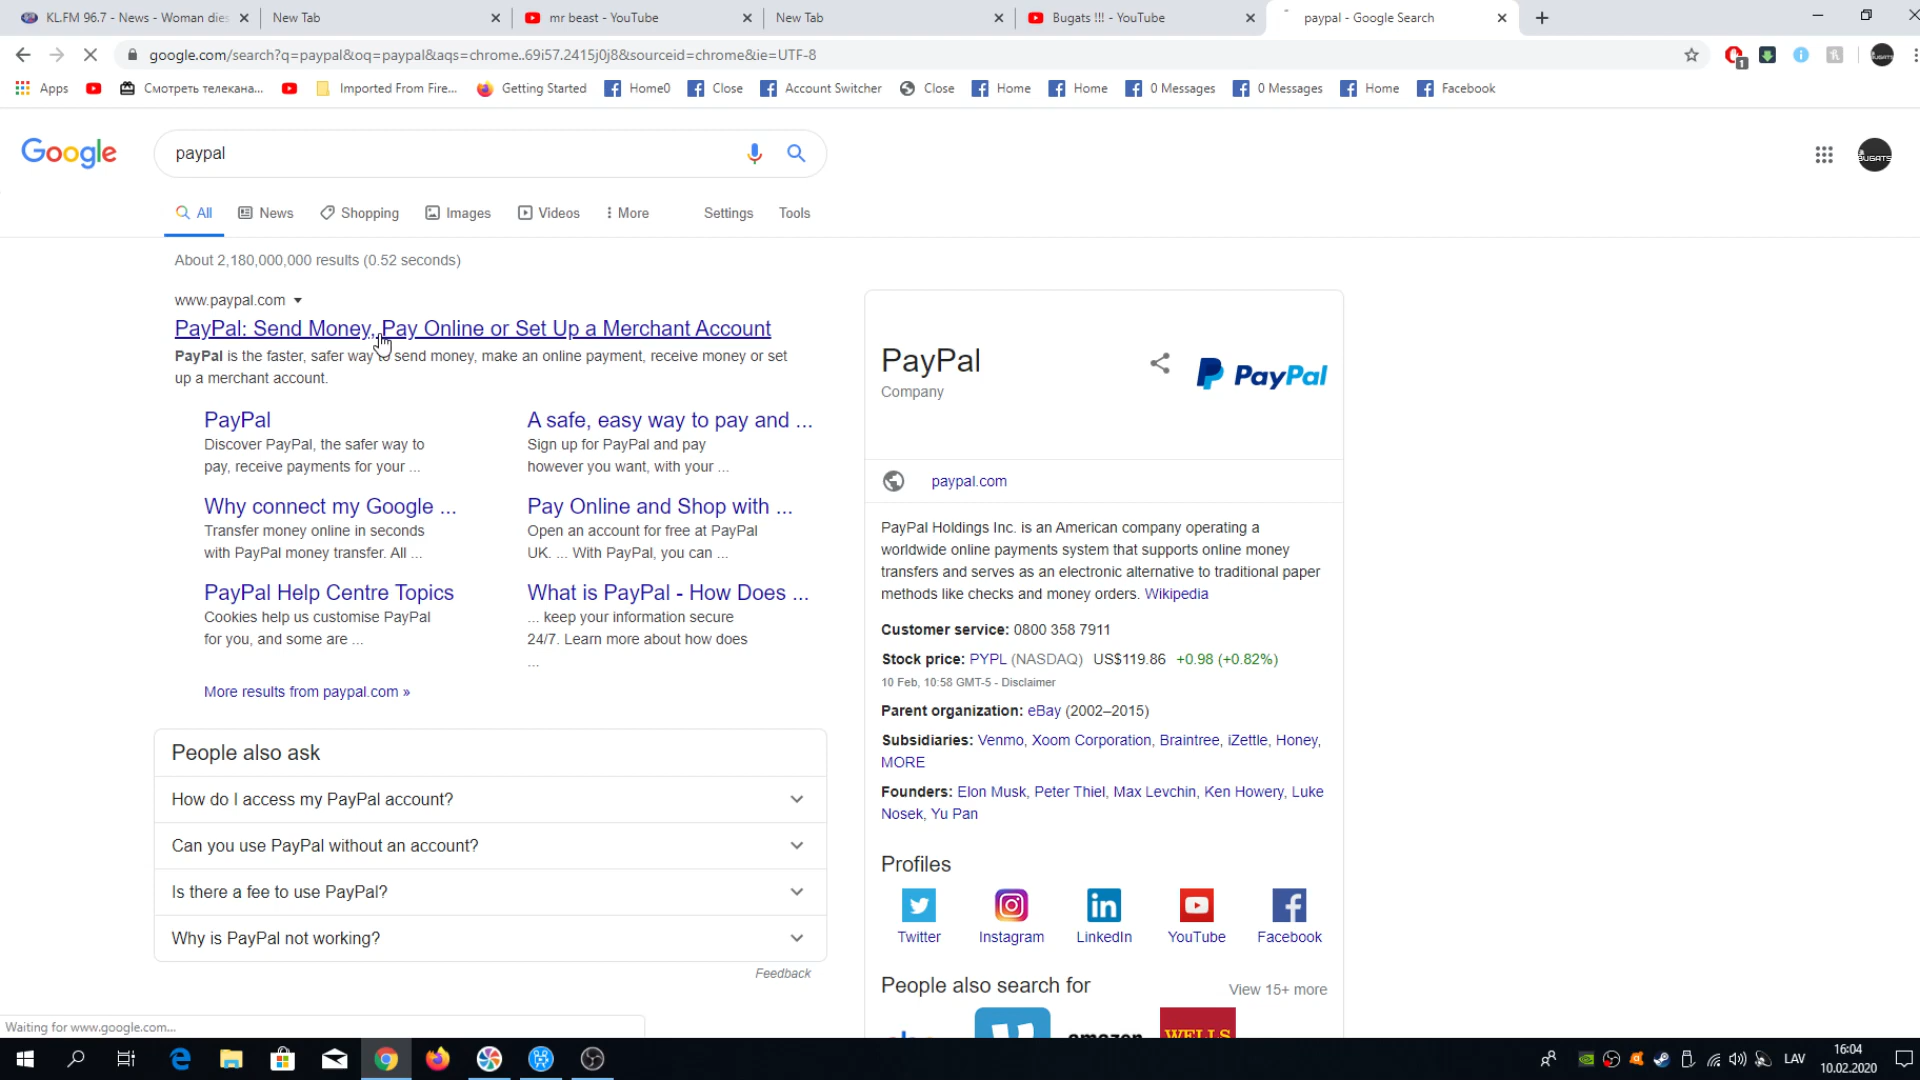 KL.FM 96.7 - News - Woman dies
New Tab
mr beast - YouTube
New Tab
Bugats !!! - YouTube
paypal - Google Search
google.com/search?q=paypal&oq=paypal&aqs=chrome..69i57.2415j0j8&sourceid=chrome&ie=UTF-8
1
Apps
Смотреть телекана...
Imported From Fire...
Getting Started
Home0
Close
Account Switcher
Close
Home
Home
0 Messages
0 Messages
Home
Facebook
Google
paypal
BUGATS
All
News
Shopping
Images
Videos
More
Settings
Tools
About 2,180,000,000 results (0.52 seconds)
www.paypal.com
PayPal: Send Money, Pay Online or Set Up a Merchant Account
PayPal is the faster, safer way to send money, make an online payment, receive money or set
up a merchant account.
PayPal
Discover PayPal, the safer way to
pay, receive payments for your ...
A safe, easy way to pay and ...
Sign up for PayPal and pay
however you want, with your ...
Why connect my Google ...
Transfer money online in seconds
with PayPal money transfer. All ...
Pay Online and Shop with ...
Open an account for free at PayPal
UK. ... With PayPal, you can ...
PayPal Help Centre Topics
Cookies help us customise PayPal
for you, and some are ...
What is PayPal - How Does ...
... keep your information secure
24/7. Learn more about how does
...
More results from paypal.com »
People also ask
How do I access my PayPal account?
Can you use PayPal without an account?
Is there a fee to use PayPal?
Why is PayPal not working?
Feedback
PayPal
Company
PayPal
paypal.com
PayPal Holdings Inc. is an American company operating a
worldwide online payments system that supports online money
transfers and serves as an electronic alternative to traditional paper
methods like checks and money orders. Wikipedia
Customer service: 0800 358 7911
Stock price: PYPL (NASDAQ) US$119.86 +0.98 (+0.82%)
10 Feb, 10:58 GMT-5 - Disclaimer
Parent organization: eBay (2002–2015)
Subsidiaries: Venmo, Xoom Corporation, Braintree, iZettle, Honey,
MORE
Founders: Elon Musk, Peter Thiel, Max Levchin, Ken Howery, Luke
Nosek, Yu Pan
Profiles
Twitter
Instagram
LinkedIn
YouTube
Facebook
People also search for
View 15+ more
amazon
WELLS
Waiting for www.google.com...
LAV
16:04
10.02.2020